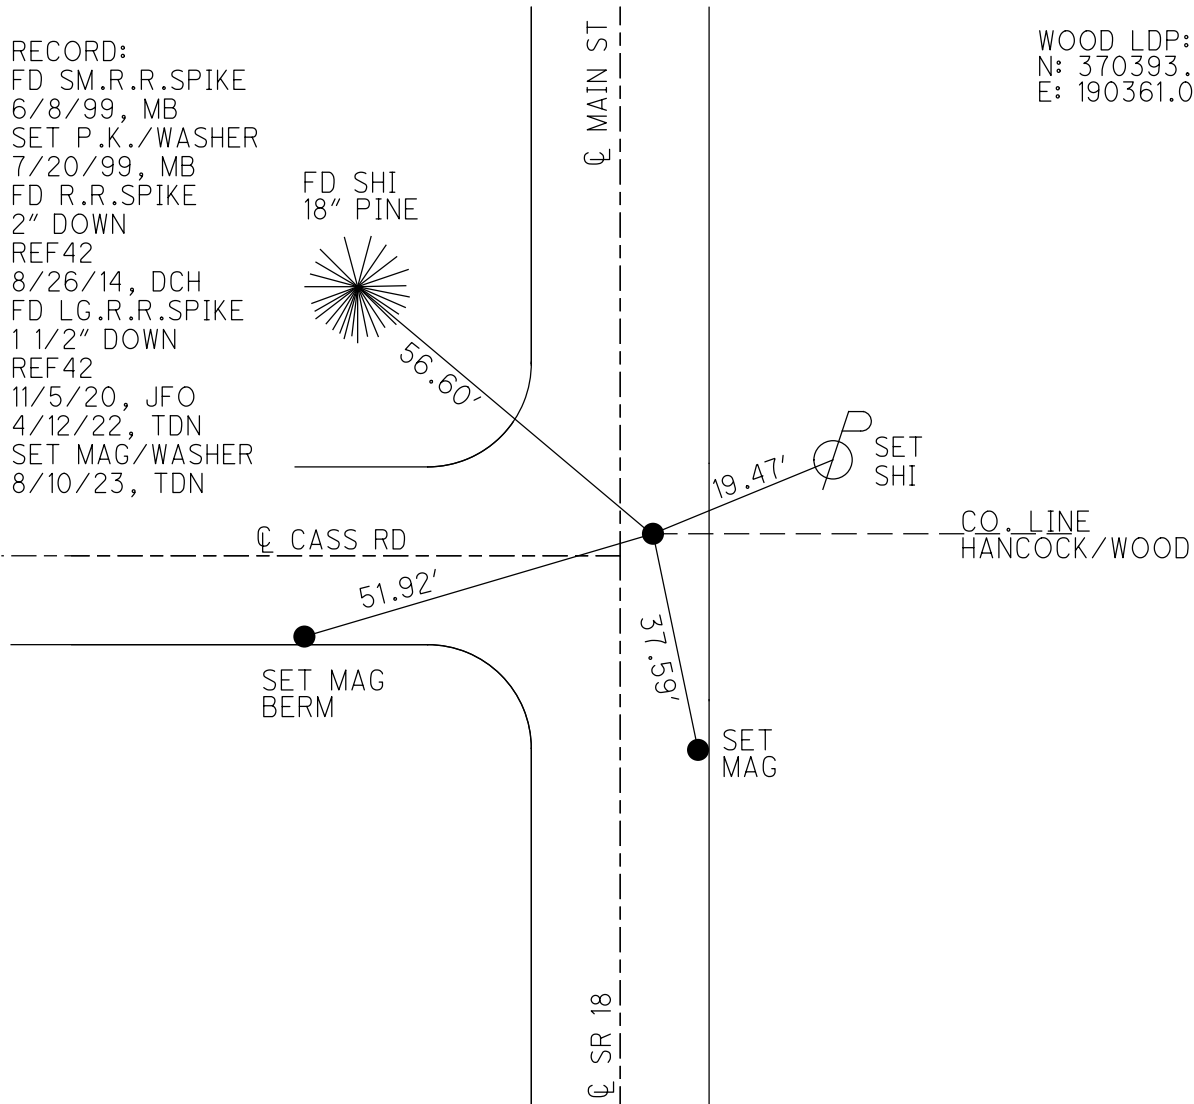 RECORD:
FD SM.R.R.SPIKE
6/8/99, MB
SET P.K./WASHER
7/20/99, MB
FD R.R.SPIKE
2" DOWN
REF42
8/26/14, DCH
FD LG.R.R.SPIKE
1 1/2" DOWN
REF42
11/5/20, JFO
4/12/22, TDN
SET MAG/WASHER
8/10/23, TDN
℄ MAIN ST
WOOD LDP:
N: 370393.
E: 190361.0
FD SHI
18" PINE
56.60'
19.47'
SET
SHI
CO. LINE
HANCOCK/WOOD
℄ CASS RD
51.92'
37.59'
SET MAG
BERM
SET
MAG
℄ SR 18